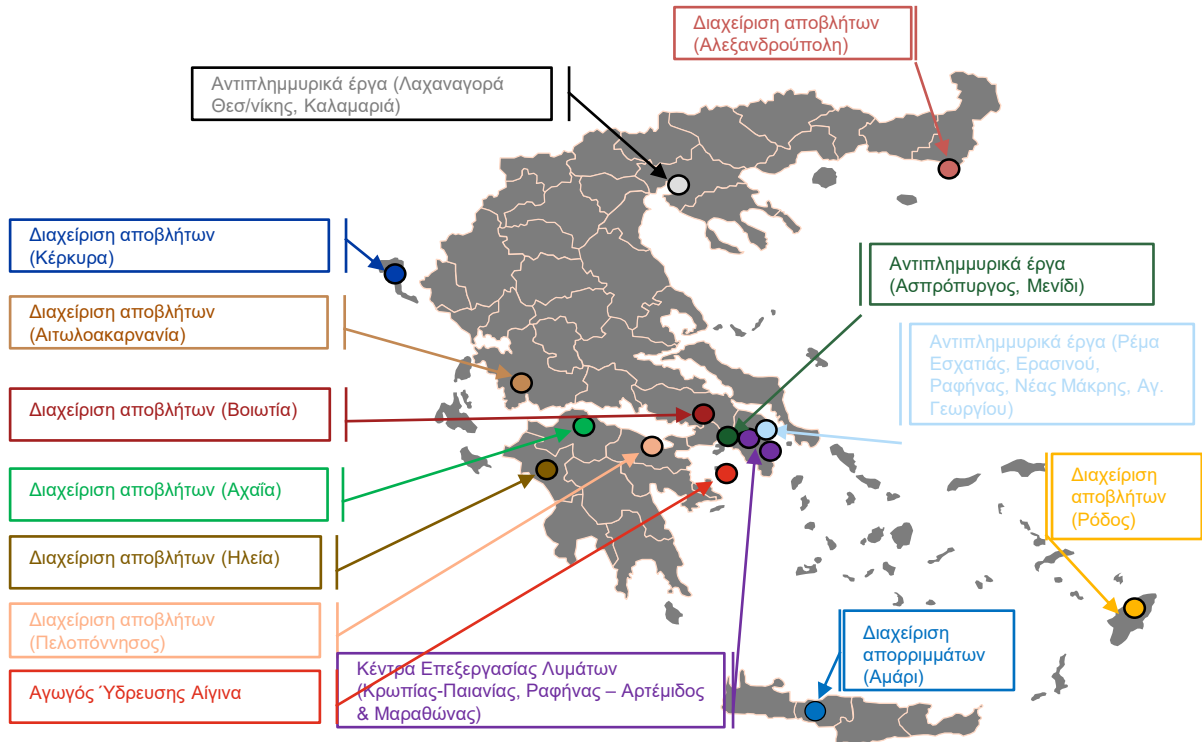 Διαχείριση αποβλήτων
(Αλεξανδρούπολη)
Αντιπλημμυρικά έργα (Λαχαναγορά
Θεσ/νίκης, Καλαμαριά)
Διαχείριση αποβλήτων
(Κέρκυρα)
Αντιπλημμυρικά έργα
(Ασπρόπυργος, Μενίδι)
Διαχείριση αποβλήτων
(Αιτωλοακαρνανία)
Αντιπλημμυρικά έργα (Ρέμα
Εσχατιάς, Ερασινού,
Ραφήνας, Νέας Μάκρης, Αγ.
Γεωργίου)
Διαχείριση αποβλήτων (Βοιωτία)
Διαχείριση αποβλήτων (Αχαΐα)
Διαχείριση
αποβλήτων
(Ρόδος)
Διαχείριση αποβλήτων (Ηλεία)
Διαχείριση αποβλήτων
(Πελοπόννησος)
Διαχείριση
απορριμμάτων
(Αμάρι)
Κέντρα Επεξεργασίας Λυμάτων
(Κρωπίας-Παιανίας, Ραφήνας – Αρτέμιδος
& Μαραθώνας)
Αγωγός Ύδρευσης Αίγινα